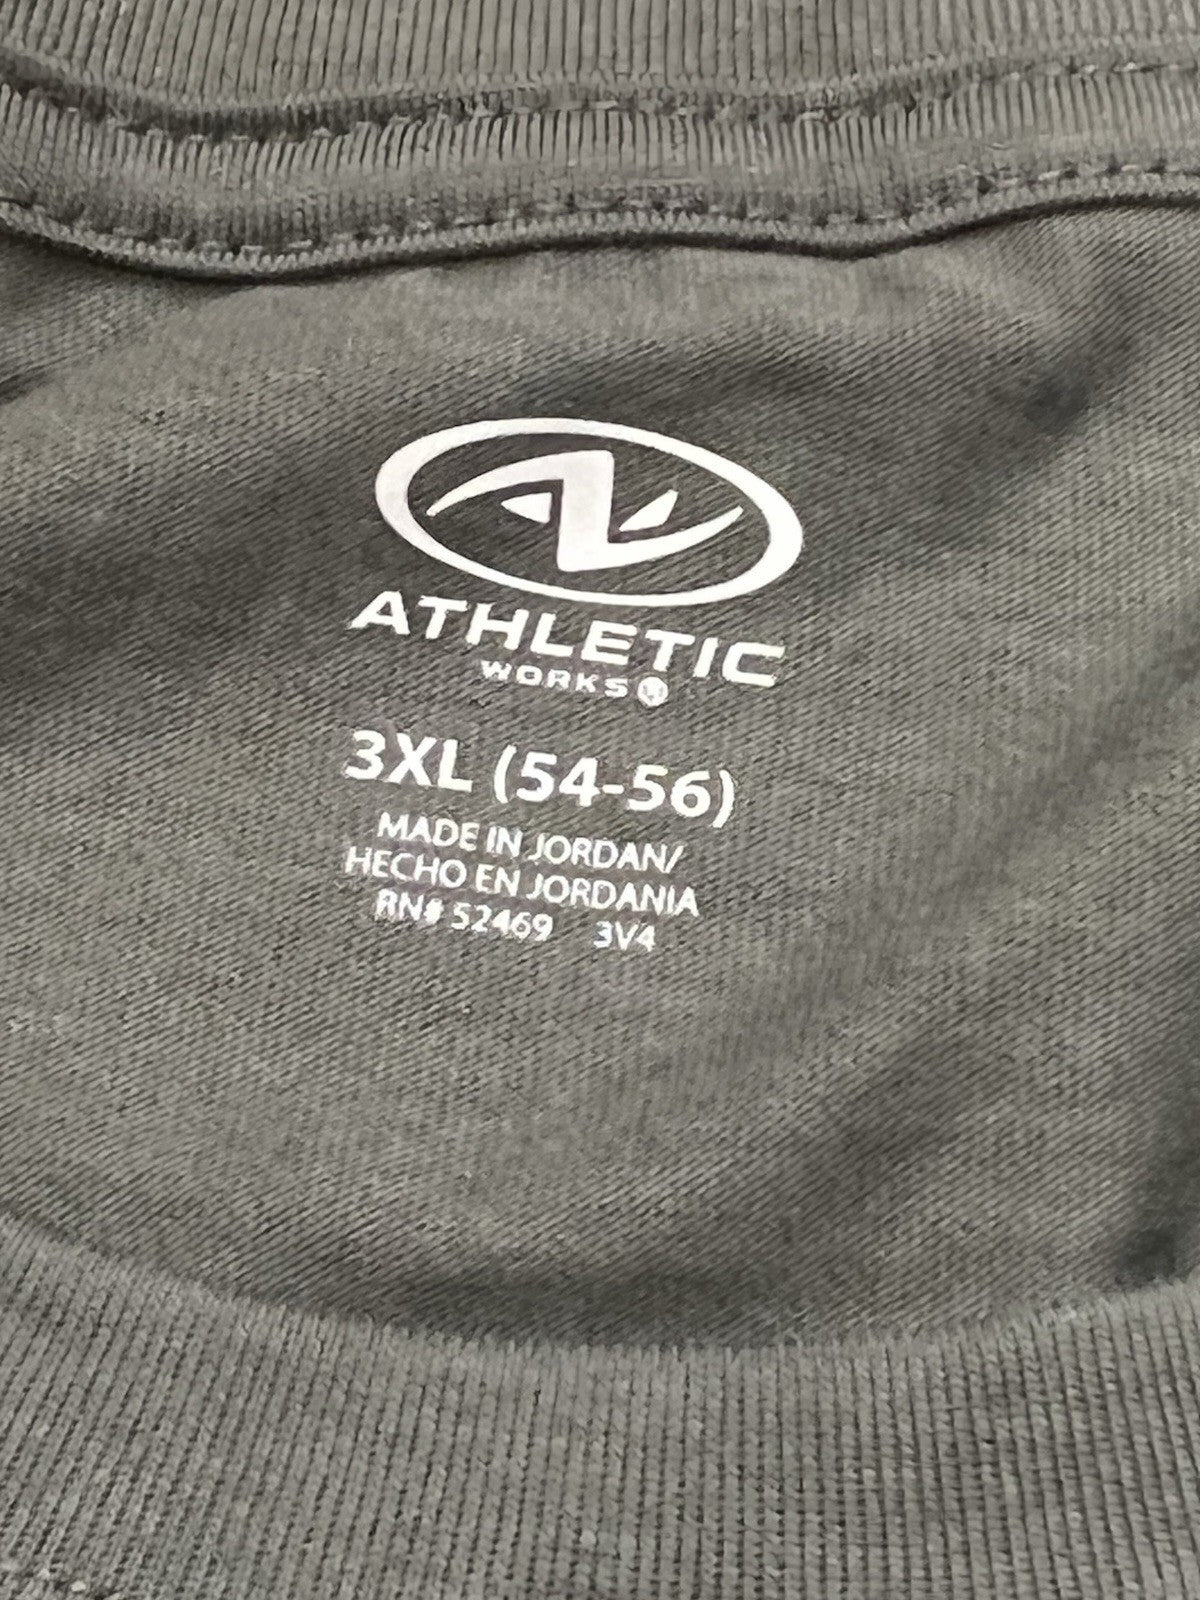 ATHLETIC
WORKS
3XL (54-56)
MADE IN JORDAN/
HECHO EN JORDANIA
RN# 52469 3V4